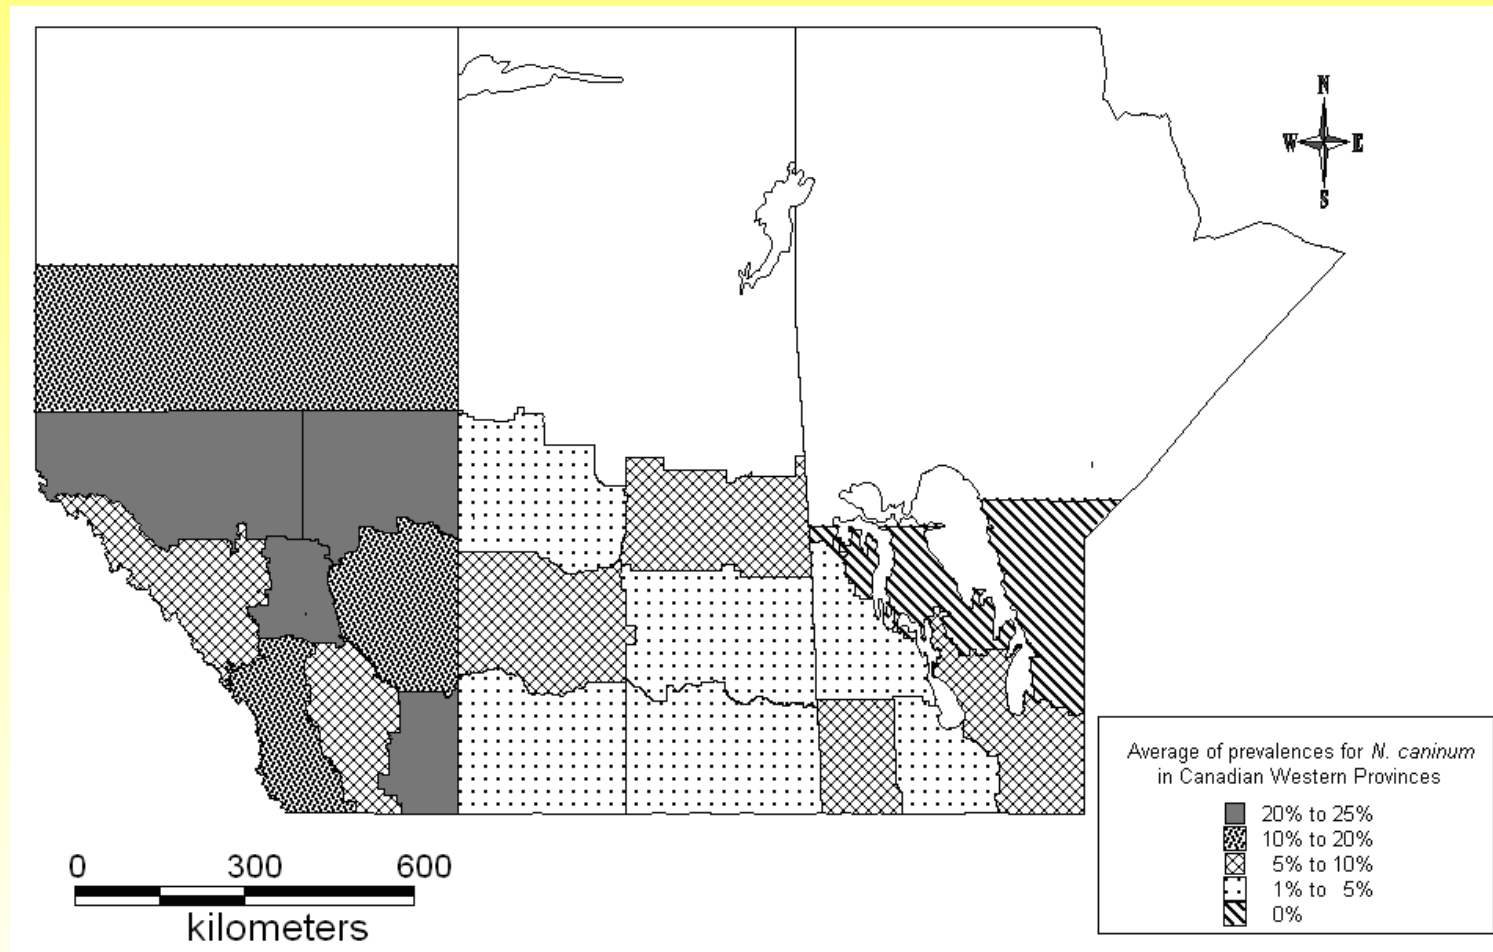 N
W E
S
Average of prevalences for N. caninum
in Canadian Western Provinces
20% to 25%
10% to 20%
5% to 10%
1% to 5%
0%
0 300 600
kilometers